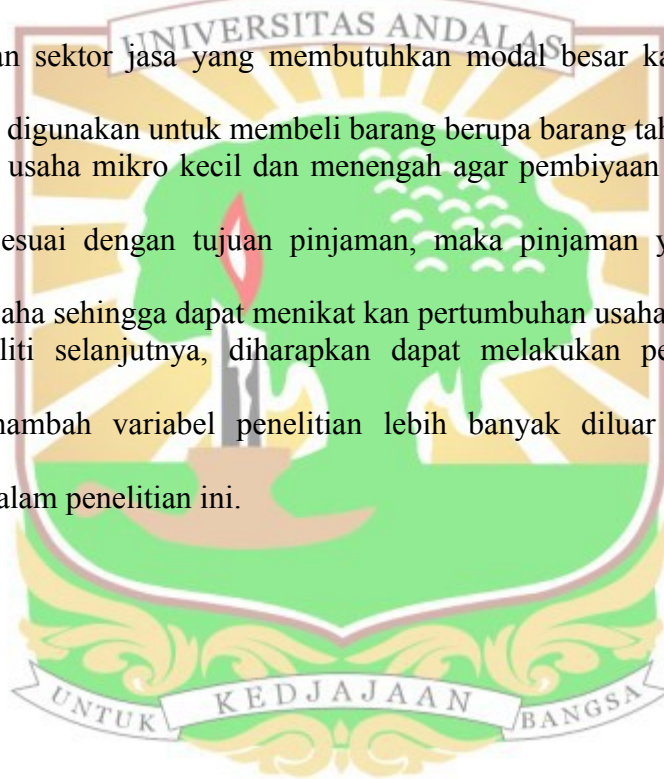 UNIVERSITAS ANDALAS
an sektor jasa yang membutuhkan modal besar ka
digunakan untuk membeli barang berupa barang tah
usaha mikro kecil dan menengah agar pembiyaan
esuai dengan tujuan pinjaman, maka pinjaman y
aha sehingga dapat menikat kan pertumbuhan usaha
liti selanjutnya, diharapkan dapat melakukan pe
nambah variabel penelitian lebih banyak diluar
alam penelitian ini.
UNTUK KEDJAJAAN BANGSA